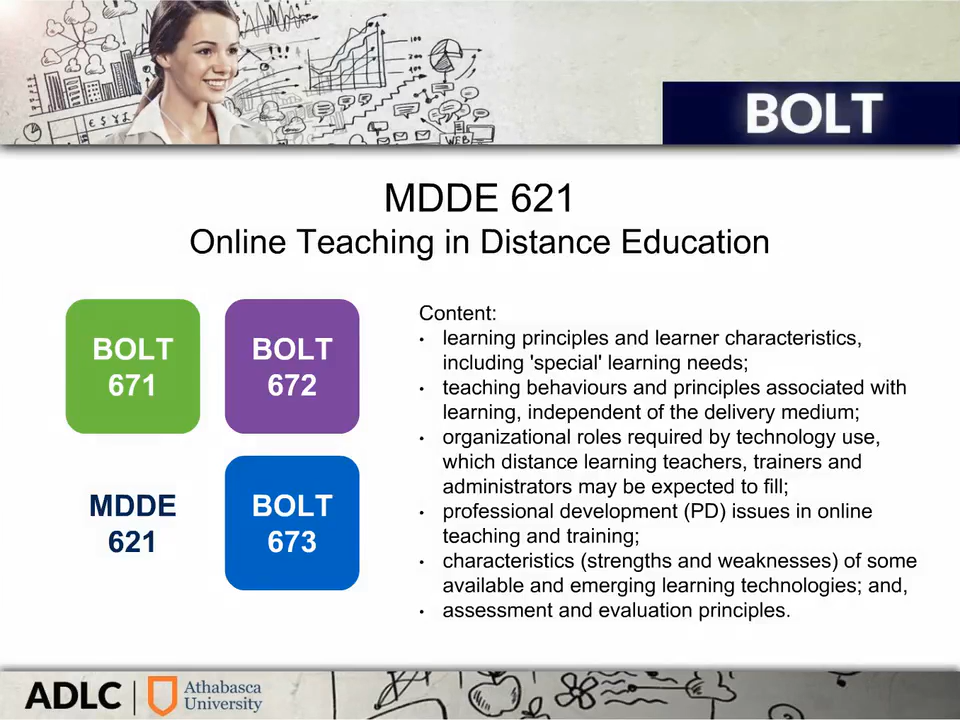 100
200
400
€ $ ¥ £
WEB
BOLT
MDDE 621
Online Teaching in Distance Education
BOLT
671
BOLT
672
MDDE
621
BOLT
673
Content:
• learning principles and learner characteristics,
including 'special' learning needs;
• teaching behaviours and principles associated with
learning, independent of the delivery medium;
• organizational roles required by technology use,
which distance learning teachers, trainers and
administrators may be expected to fill;
• professional development (PD) issues in online
teaching and training;
• characteristics (strengths and weaknesses) of some
available and emerging learning technologies; and,
• assessment and evaluation principles.
ADLC
Athabasca
University